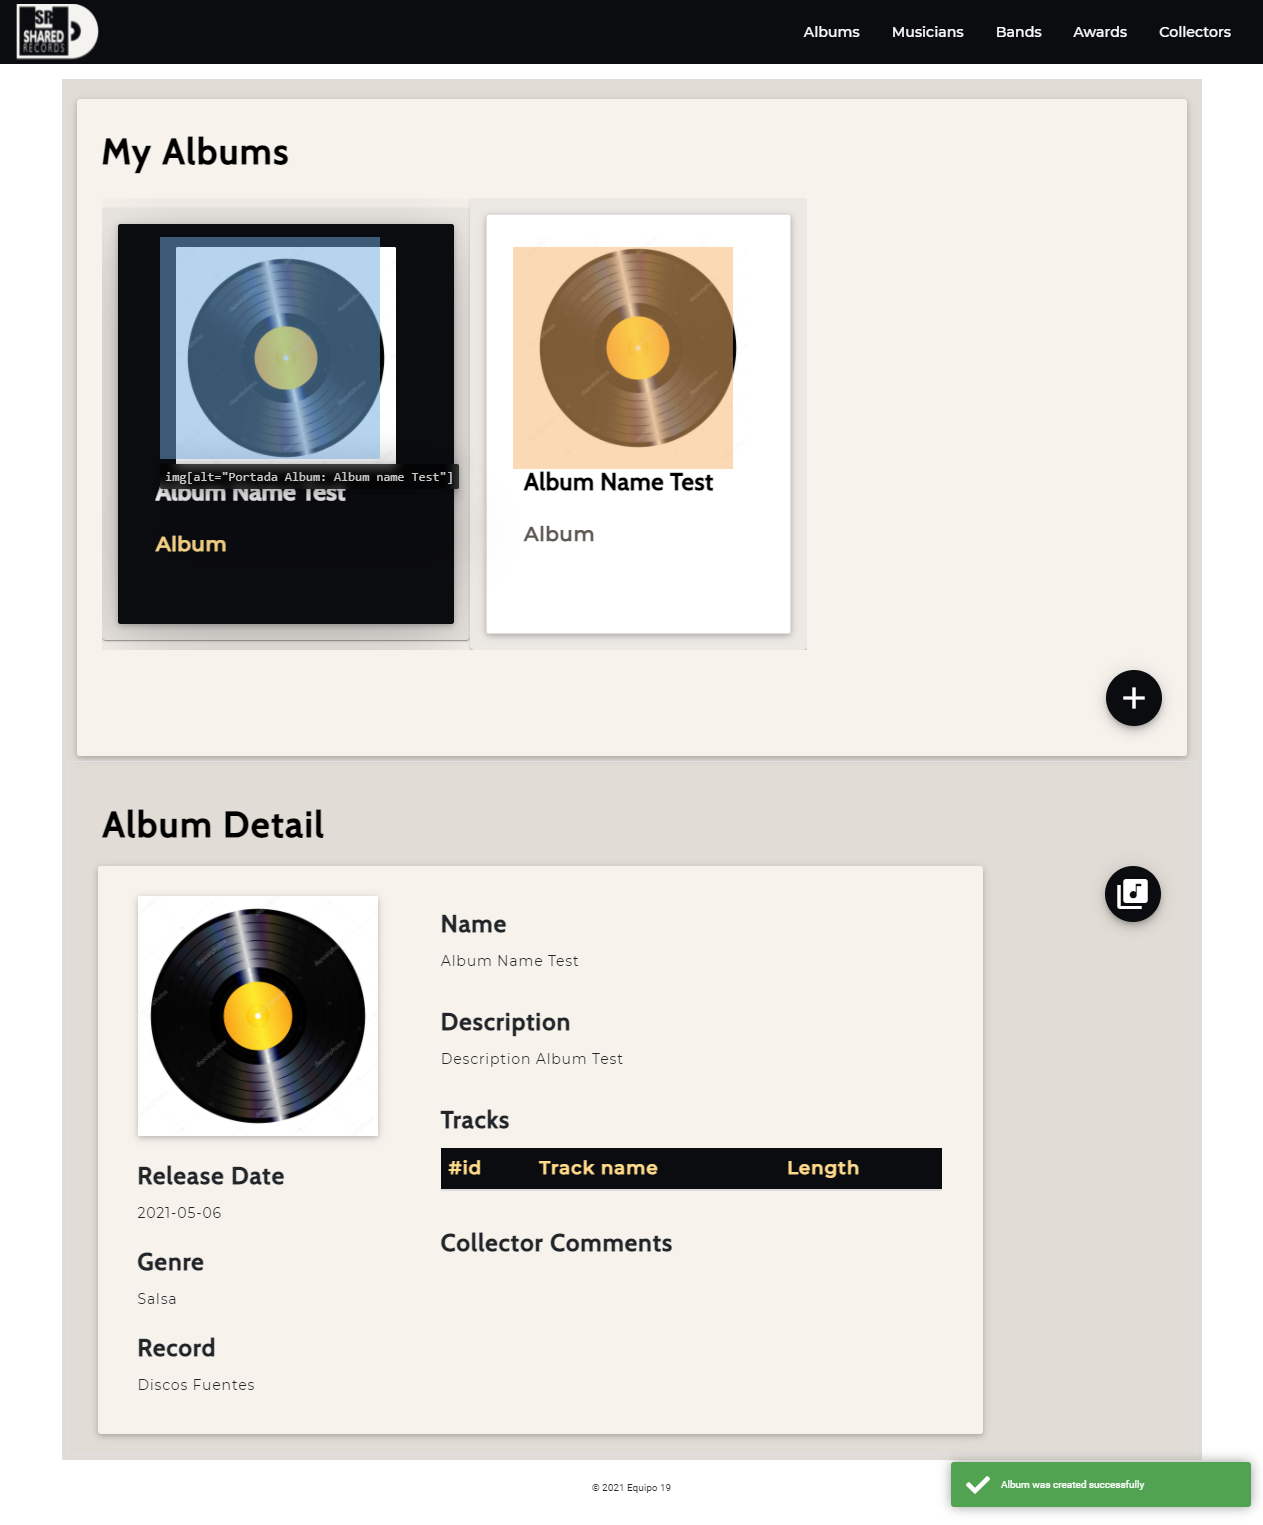 SR
SHARED
RECORDS
Albums
Musicians
Bands
Awards
Collectors
My Albums
img[alt="Portada Album: Album name Test"]
Album Name Test
Album
Album Name Test
Album
Album Detail
Name
Album Name Test
Description
Description Album Test
Tracks
#id Track name Length
Collector Comments
Release Date
2021-05-06
Genre
Salsa
Record
Discos Fuentes
© 2021 Equipo 19
Album was created successfully